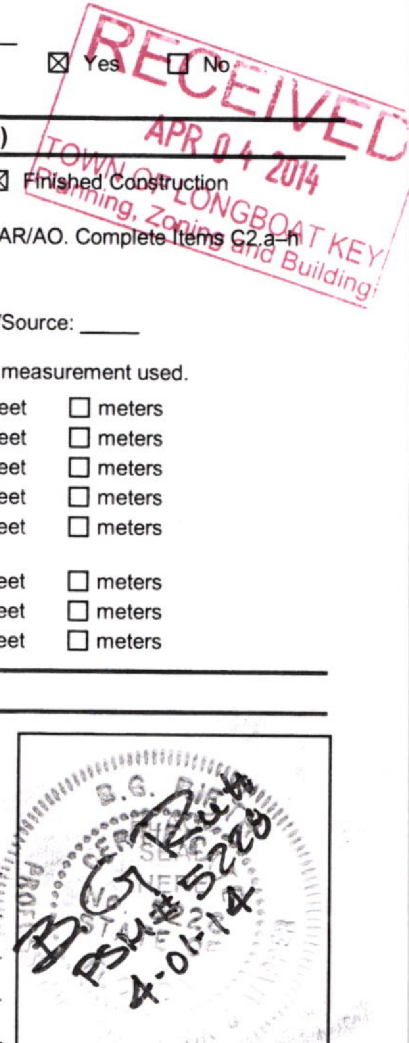 ☒ Yes ☐ No
RECEIVED
APR 04 2014
TOWN OF LONGBOAT KEY
Planning, Zoning and Building
)
☒ Finished Construction
AR/AO. Complete Items C2.a–h
/Source: _____
measurement used.
eet ☐ meters
eet ☐ meters
eet ☐ meters
eet ☐ meters
eet ☐ meters
eet ☐ meters
eet ☐ meters
eet ☐ meters
B.G.
SEAL
PSM# 5228
4-01-14